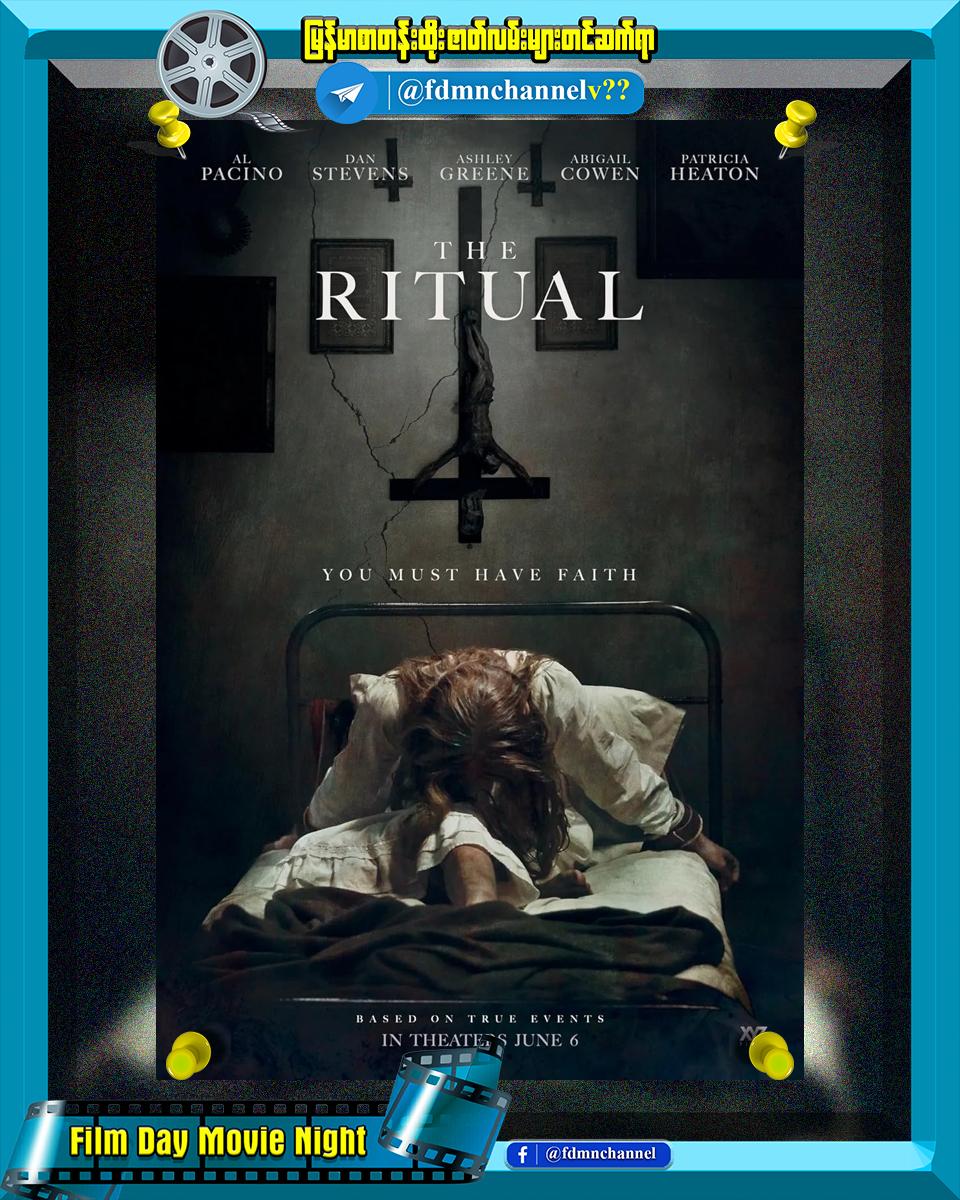 မြန်မာစာတန်းထိုးဇာတ်လမ်းများတင်ဆက်ရာ
@fdmnchannelv??
AL PACINO
DAN STEVENS
ASHLEY GREENE
ABIGAIL COWEN
PATRICIA HEATON
THE
RITUAL
YOU MUST HAVE FAITH
BASED ON TRUE EVENTS
IN THEATERS JUNE 6
XYZ
Film Day Movie Night
f
@fdmnchannel